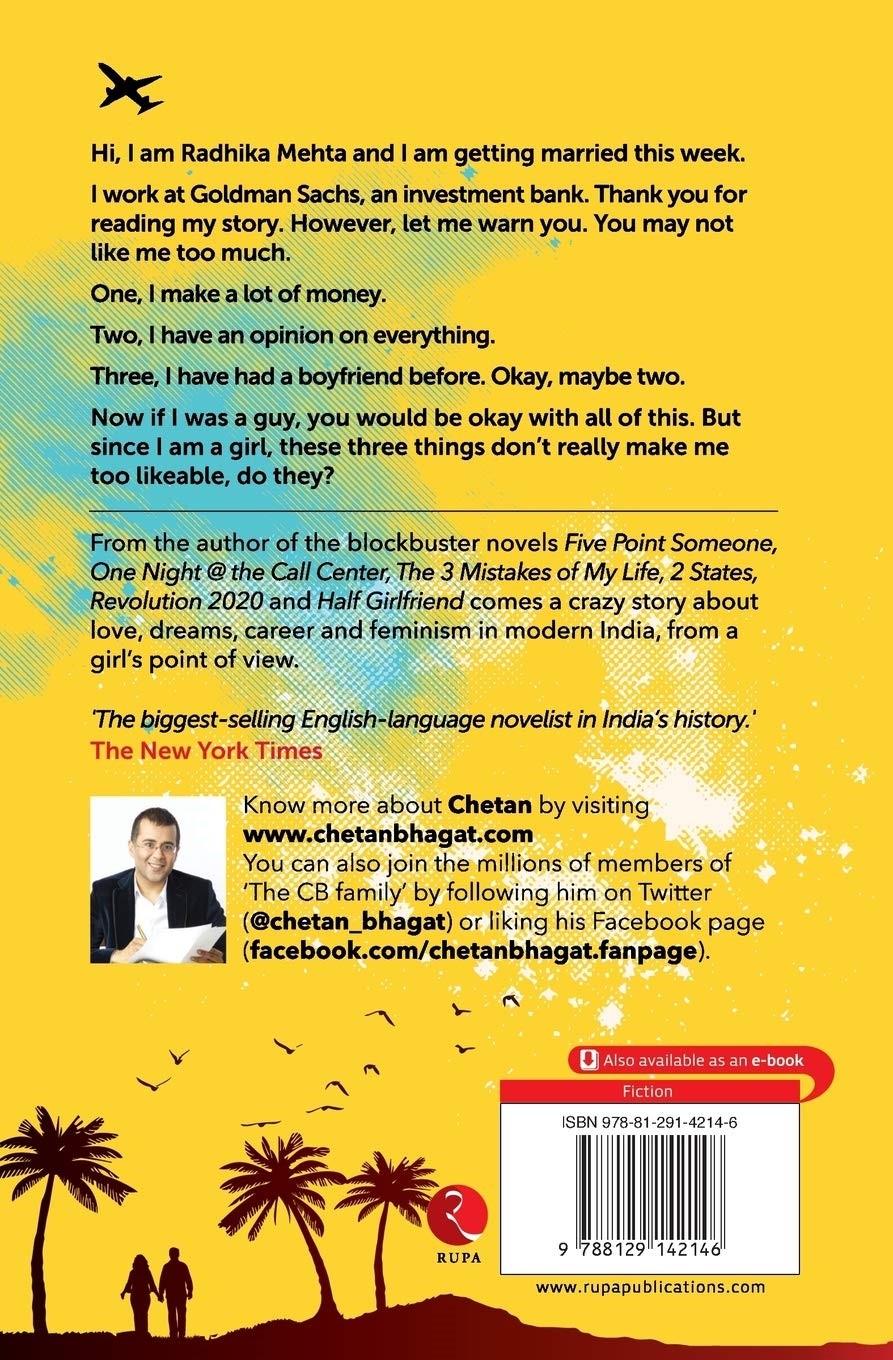 Hi, I am Radhika Mehta and I am getting married this week.
I work at Goldman Sachs, an investment bank. Thank you for
reading my story. However, let me warn you. You may not
like me too much.
One, I make a lot of money.
Two, I have an opinion on everything.
Three, I have had a boyfriend before. Okay, maybe two.
Now if I was a guy, you would be okay with all of this. But
since I am a girl, these three things don’t really make me
too likeable, do they?
From the author of the blockbuster novels Five Point Someone,
One Night @ the Call Center, The 3 Mistakes of My Life, 2 States,
Revolution 2020 and Half Girlfriend comes a crazy story about
love, dreams, career and feminism in modern India, from a
girl’s point of view.
'The biggest-selling English-language novelist in India’s history.'
The New York Times
Know more about Chetan by visiting
www.chetanbhagat.com
You can also join the millions of members of
‘The CB family’ by following him on Twitter
(@chetan_bhagat) or liking his Facebook page
(facebook.com/chetanbhagat.fanpage).
Also available as an e-book
Fiction
ISBN 978-81-291-4214-6
9 788129 142146
RUPA
www.rupapublications.com